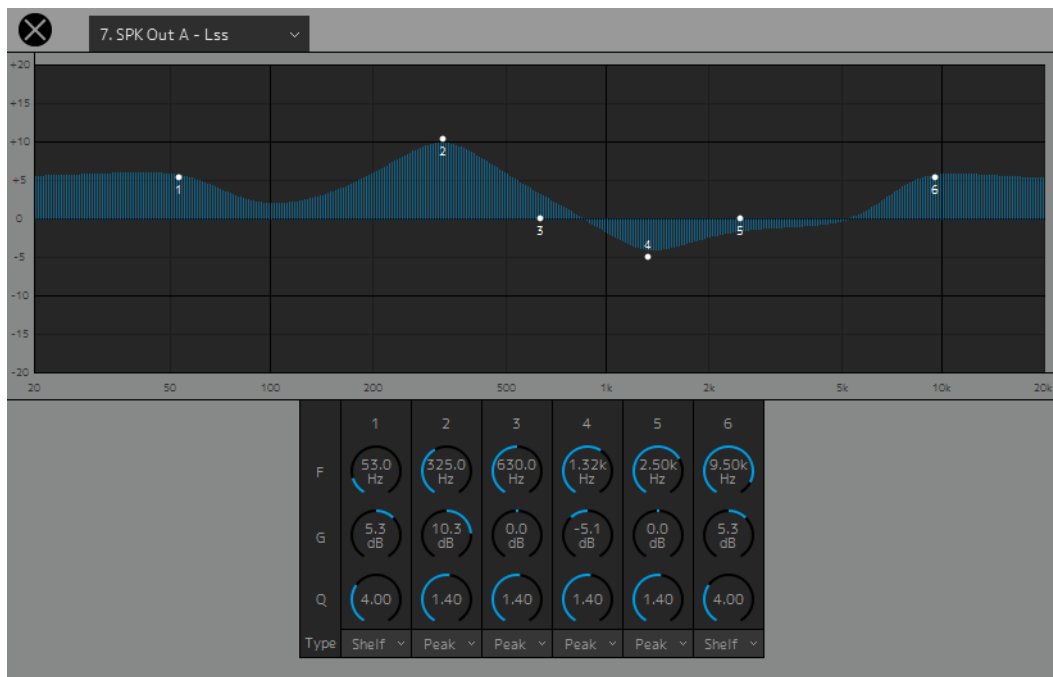 7. SPK Out A - Lss
+20
+15
+10
+5
0
-5
-10
-15
-20
1
2
3
4
5
6
20 50 100 200 500 1k 2k 5k 10k 20k
1 2 3 4 5 6
F 53.0 Hz 325.0 Hz 630.0 Hz 1.32k Hz 2.50k Hz 9.50k Hz
G 5.3 dB 10.3 dB 0.0 dB -5.1 dB 0.0 dB 5.3 dB
Q 4.00 1.40 1.40 1.40 1.40 4.00
Type Shelf Peak Peak Peak Peak Shelf